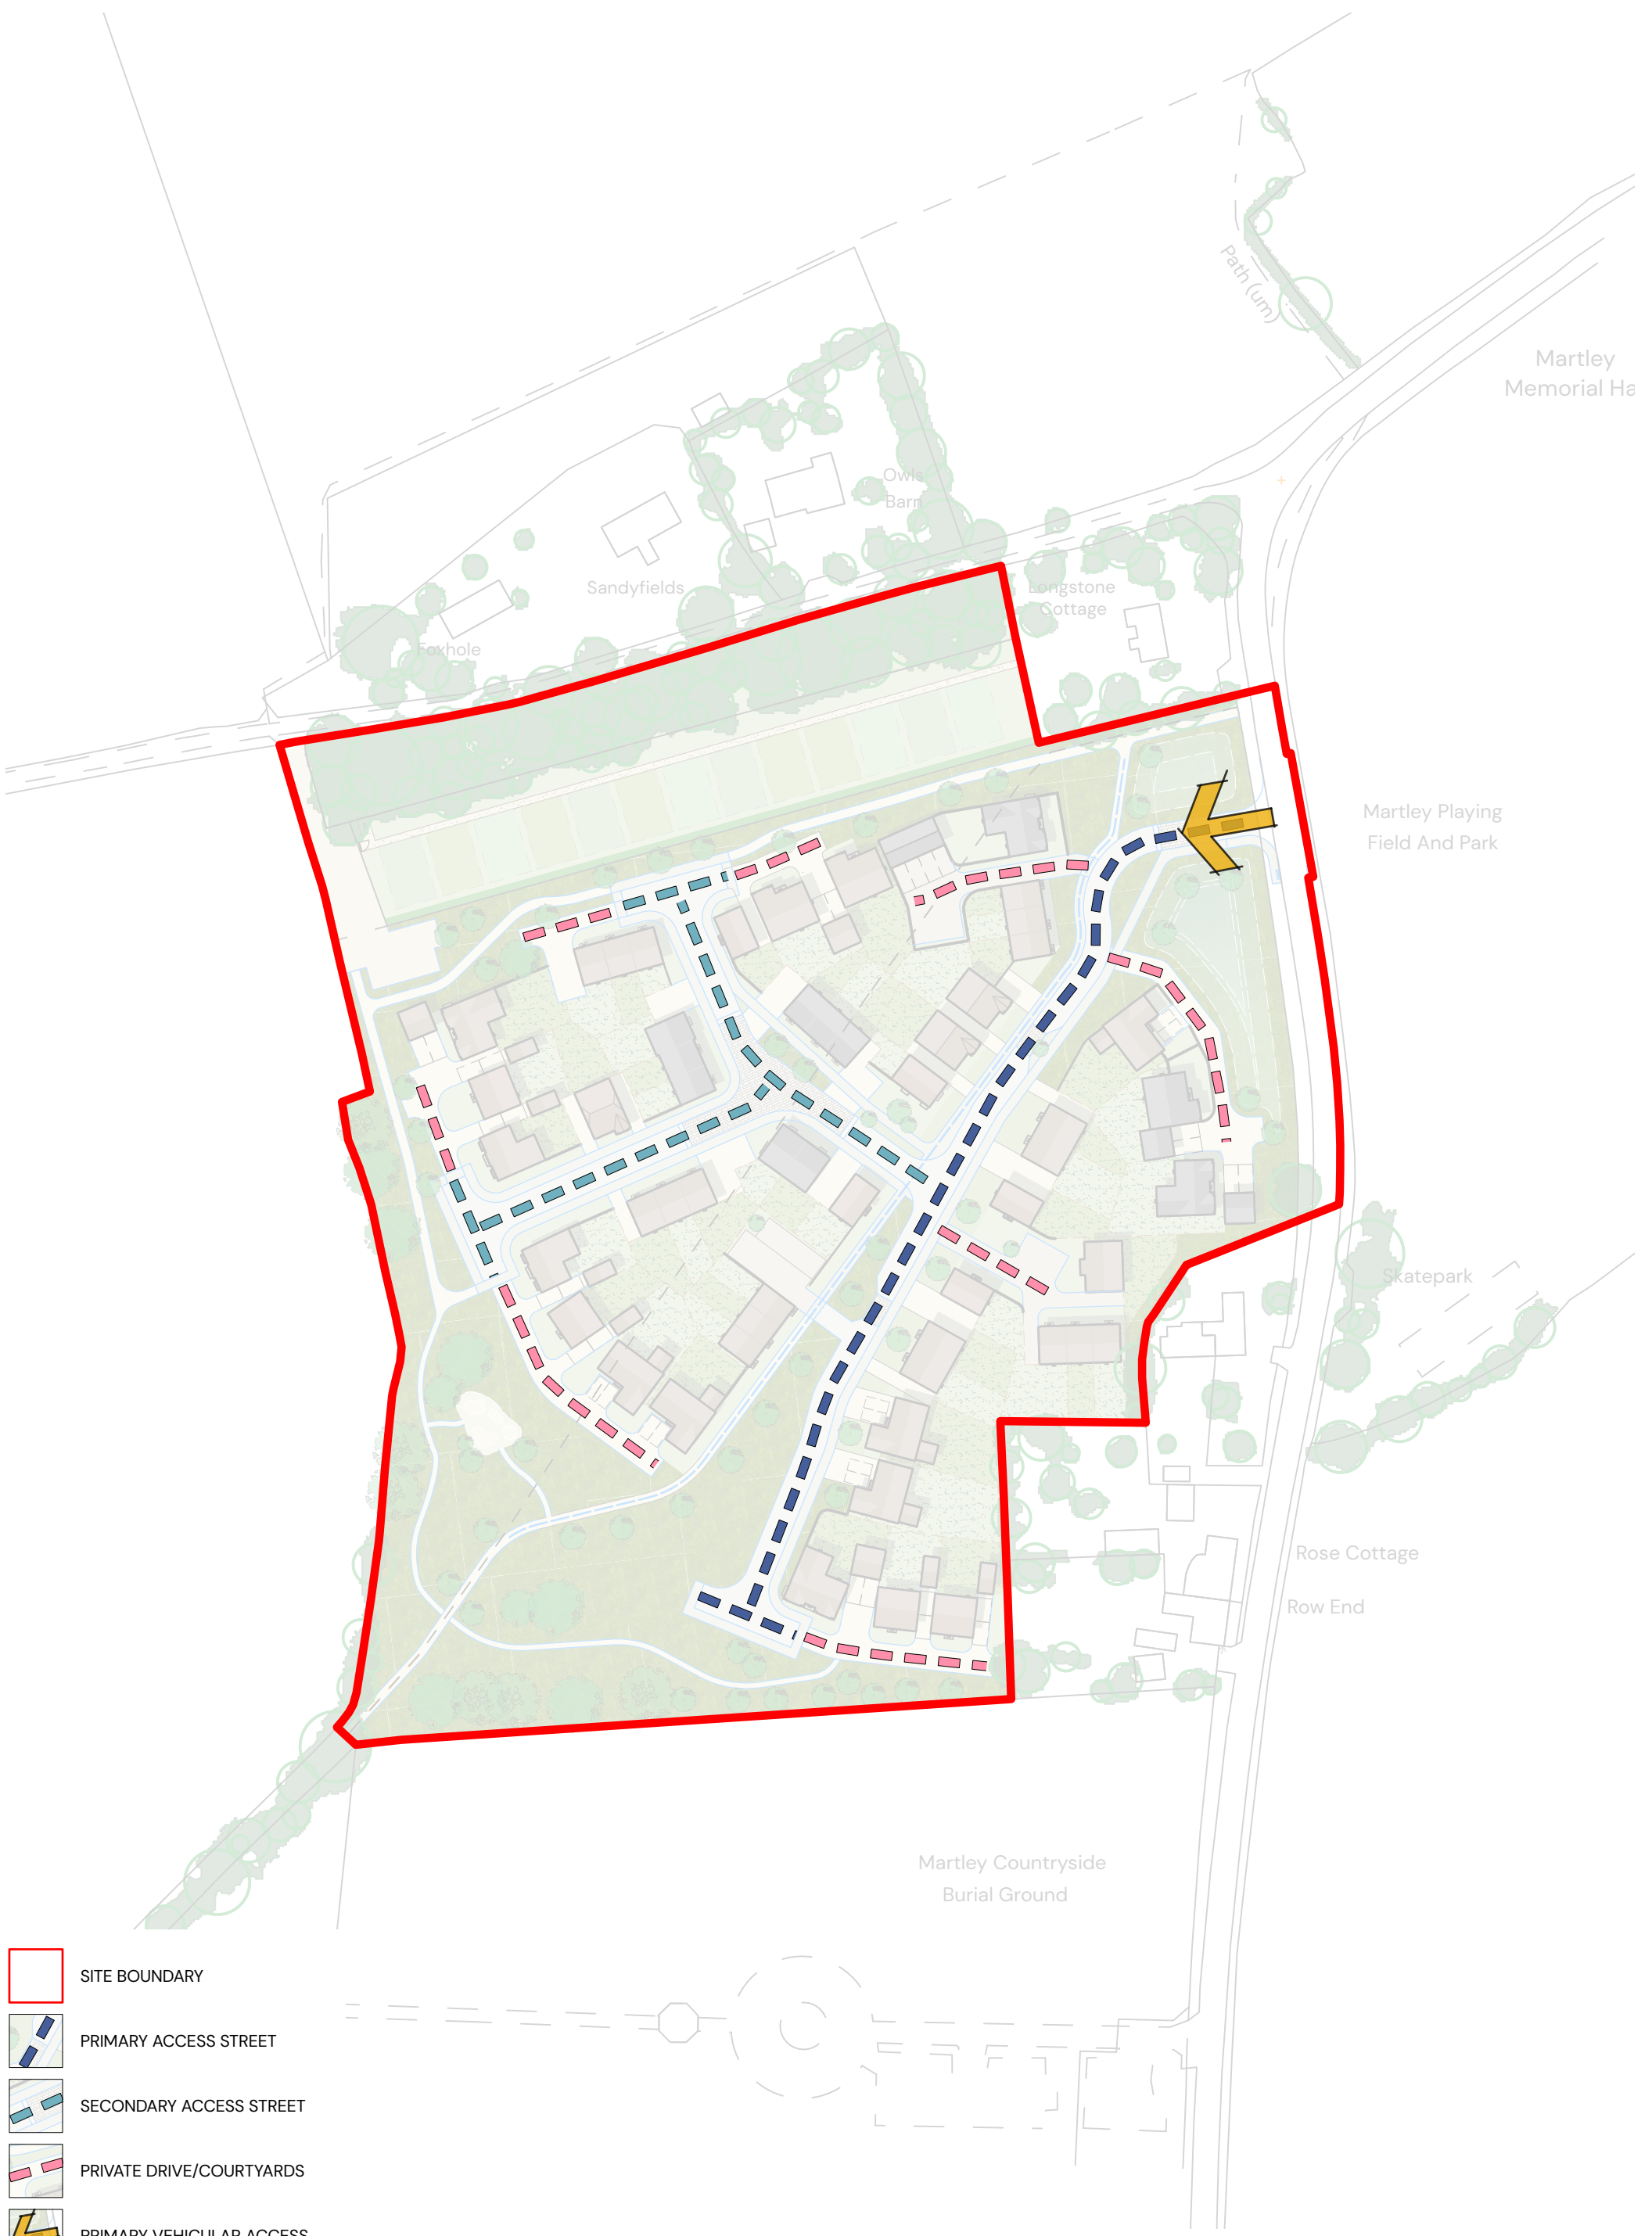 Path (um)
Martley
Memorial Ha
Owls
Barn
Sandyfields
Longstone
Cottage
Foxhole
Martley Playing
Field And Park
Skatepark
Rose Cottage
Row End
Martley Countryside
Burial Ground
SITE BOUNDARY
PRIMARY ACCESS STREET
SECONDARY ACCESS STREET
PRIVATE DRIVE/COURTYARDS
PRIMARY VEHICULAR ACCESS